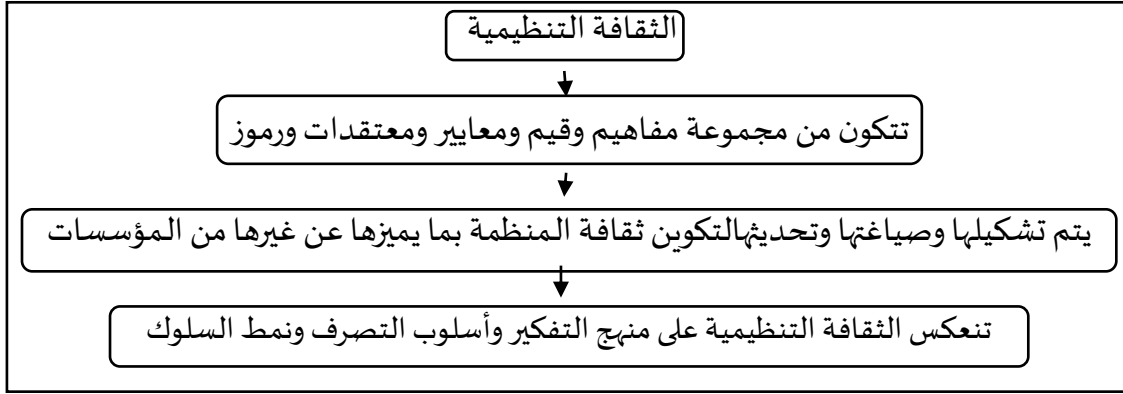 الثقافة التنظيمية
تتكون من مجموعة مفاهيم وقيم ومعايير ومعتقدات ورموز
يتم تشكيلها وصياغتها وتحديثهالتكوين ثقافة المنظمة بما يميزها عن غيرها من المؤسسات
تنعكس الثقافة التنظيمية على منهج التفكير وأسلوب التصرف ونمط السلوك